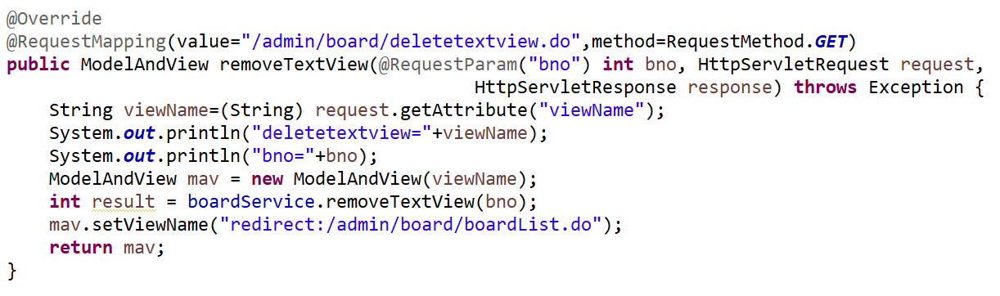 @Override
@RequestMapping(value="/admin/board/deletetextview.do",method=RequestMethod.GET)
public ModelAndView removeTextView(@RequestParam("bno") int bno, HttpServletRequest request,
HttpServletResponse response) throws Exception {
String viewName=(String) request.getAttribute("viewName");
System.out.println("deletetextview="+viewName);
System.out.println("bno="+bno);
ModelAndView mav = new ModelAndView(viewName);
int result = boardService.removeTextView(bno);
mav.setViewName("redirect:/admin/board/boardList.do");
return mav;
}